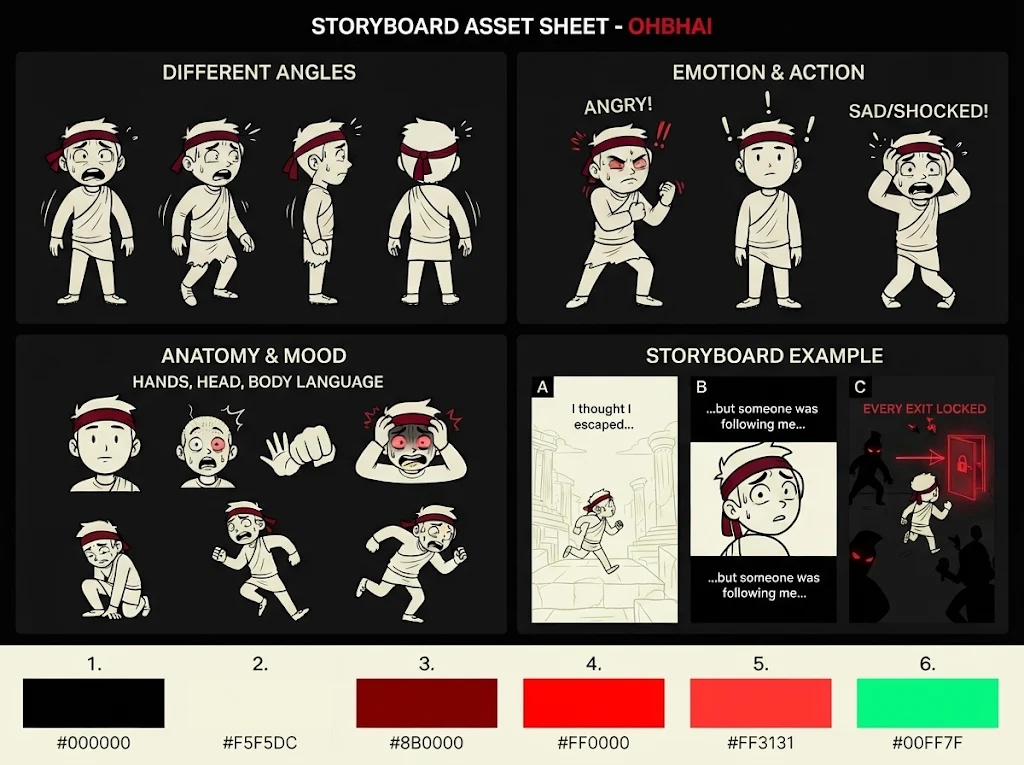 STORYBOARD ASSET SHEET - OHBHAI
DIFFERENT ANGLES
EMOTION & ACTION
ANGRY!
!!
!
!
!
SAD/SHOCKED!
ANATOMY & MOOD
HANDS, HEAD, BODY LANGUAGE
STORYBOARD EXAMPLE
A
I thought I
escaped...
B
...but someone was
following me...
...but someone was
following me...
C
EVERY EXIT LOCKED
1.
2.
3.
4.
5.
6.
#000000
#F5F5DC
#8B0000
#FF0000
#FF3131
#00FF7F